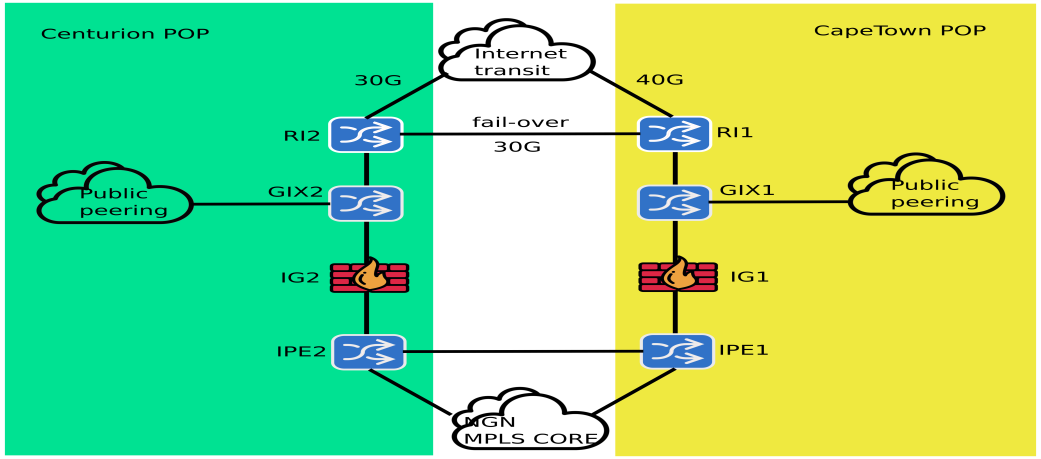 Centurion POP
CapeTown POP
Internet
transit
30G
40G
fail-over
30G
RI2
RI1
GIX2
GIX1
Public
peering
Public
peering
IG2
IG1
IPE2
IPE1
NGN
MPLS CORE